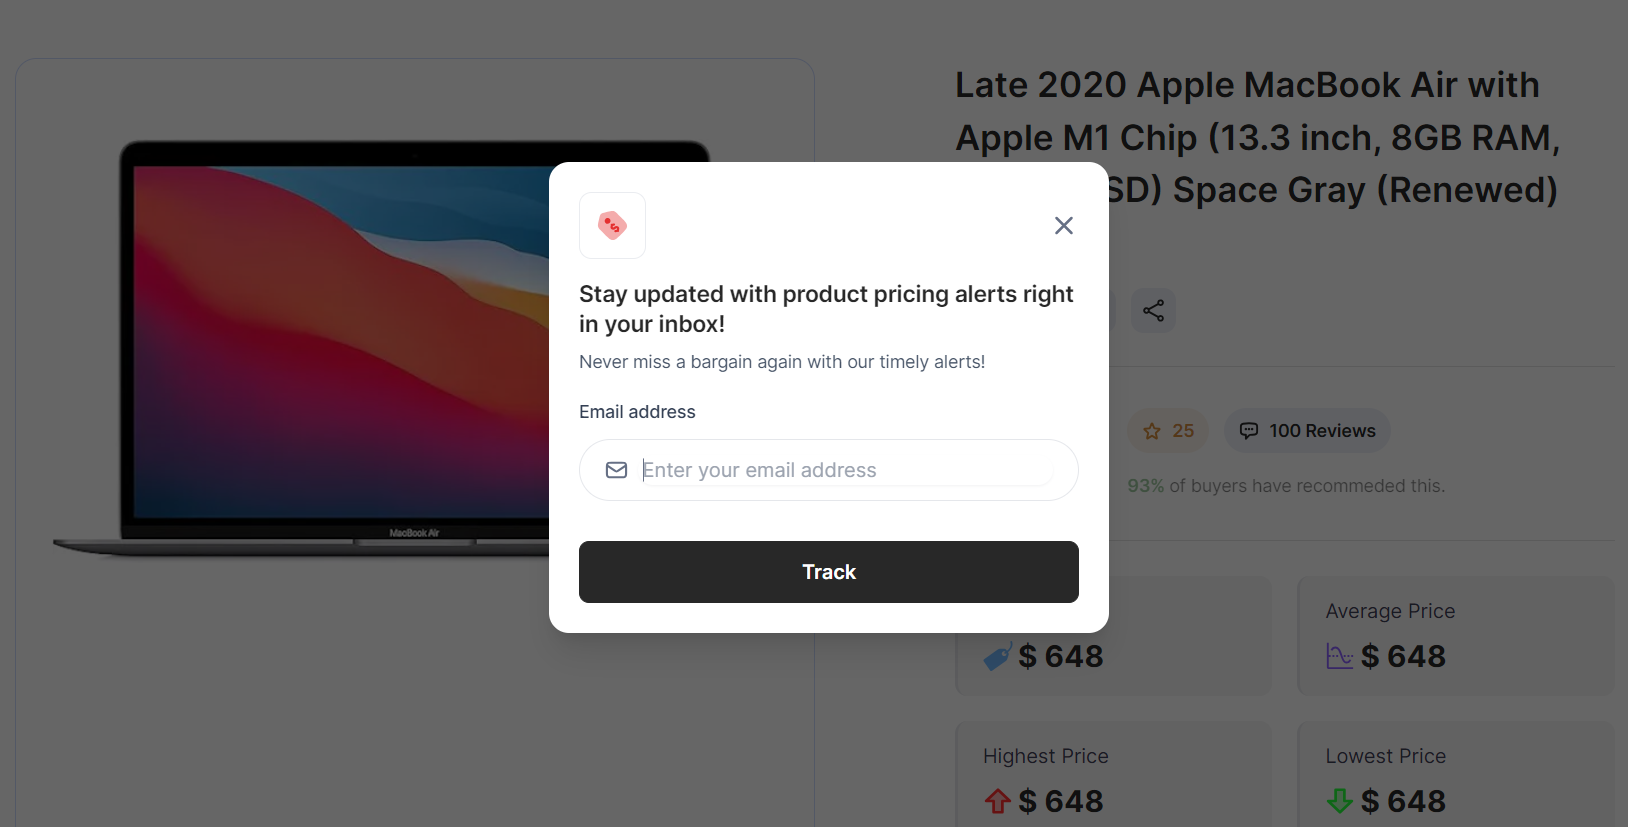 Late 2020 Apple MacBook Air with
Apple M1 Chip (13.3 inch, 8GB RAM,
SD) Space Gray (Renewed)
MacBook Air
Stay updated with product pricing alerts right
in your inbox!
Never miss a bargain again with our timely alerts!
Email address
Enter your email address
Track
25
100 Reviews
93% of buyers have recommeded this.
$ 648
Average Price
$ 648
Highest Price
$ 648
Lowest Price
$ 648